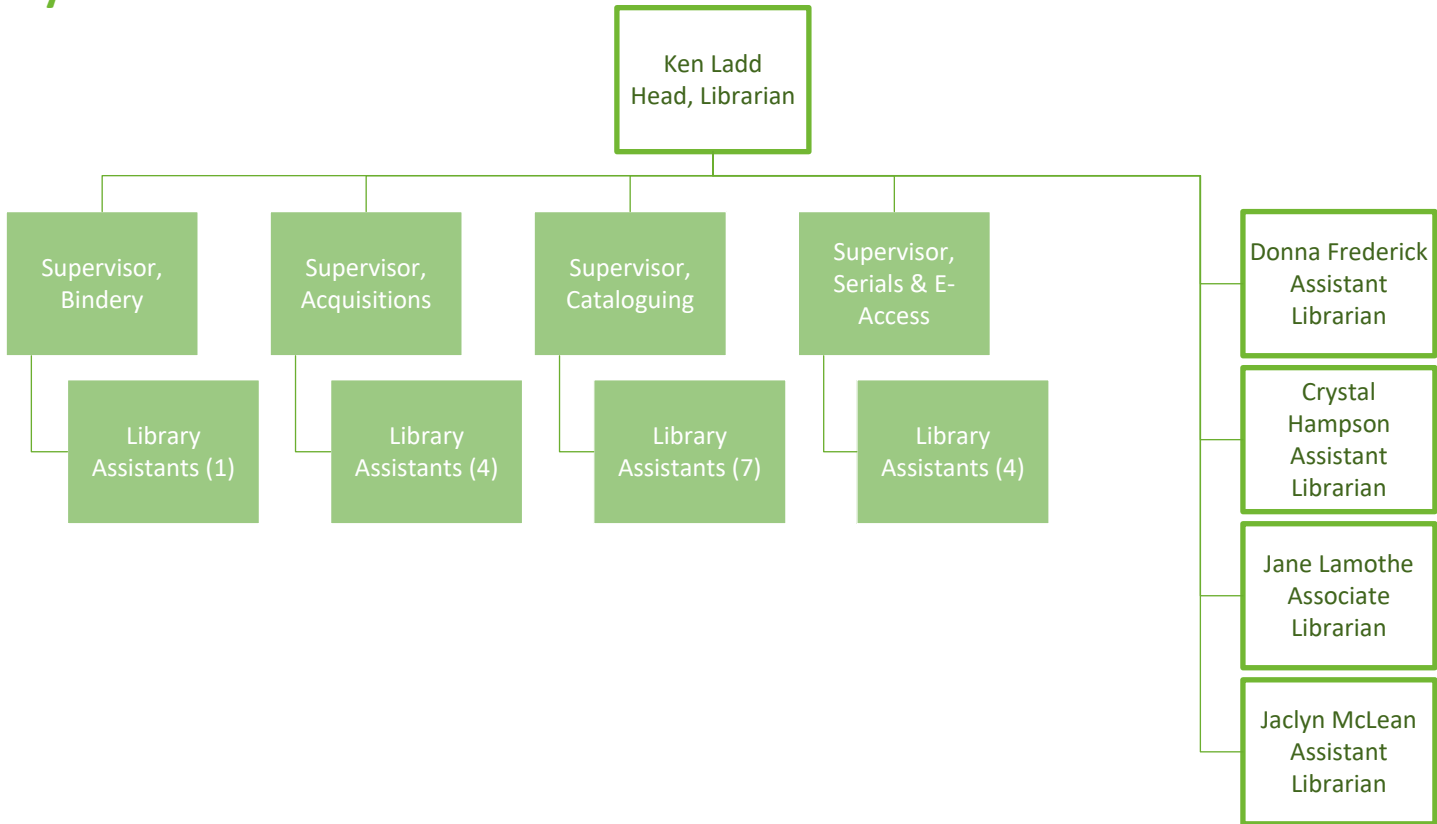 Ken Ladd
Head, Librarian
Supervisor,
Bindery
Supervisor,
Acquisitions
Supervisor,
Cataloguing
Supervisor,
Serials & E-
Access
Library
Assistants (1)
Library
Assistants (4)
Library
Assistants (7)
Library
Assistants (4)
Donna Frederick
Assistant
Librarian
Crystal
Hampson
Assistant
Librarian
Jane Lamothe
Associate
Librarian
Jaclyn McLean
Assistant
Librarian